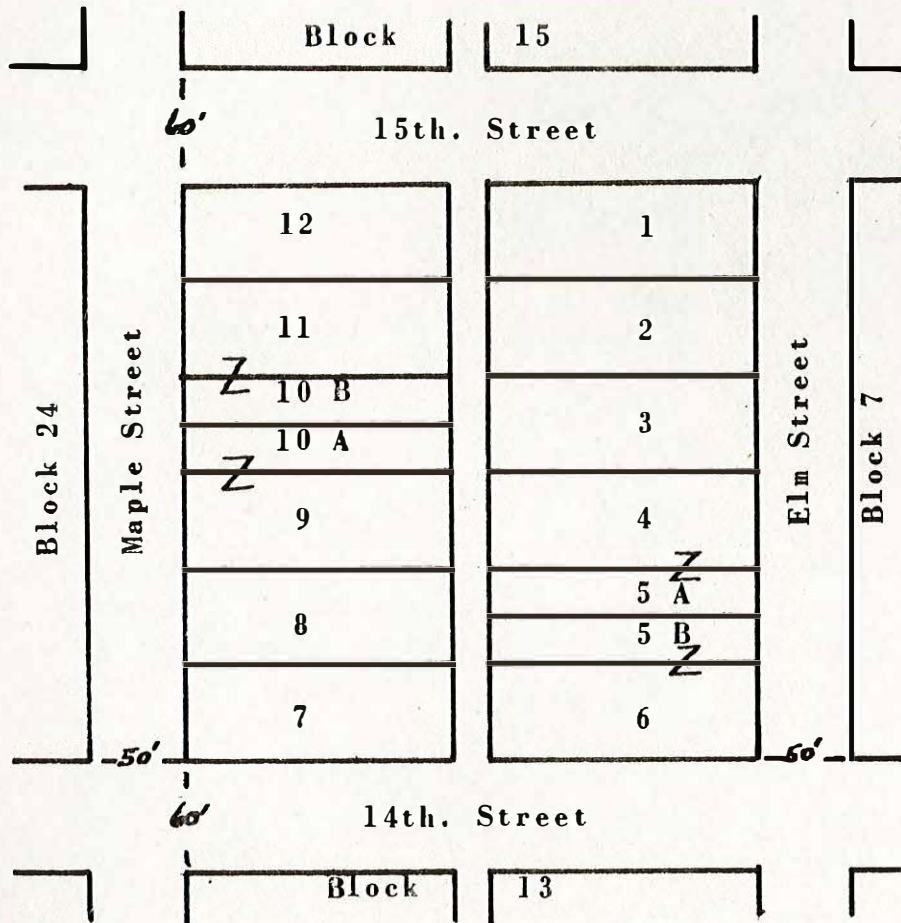 Block 15
60'
15th. Street
12 1
11 2
Z
10 B
10 A 3
Z
9 4
Z
5 A
8 5 B
Z
7 6
Block 24
Maple Street
Elm Street
Block 7
50'
60'
60'
14th. Street
Block 13